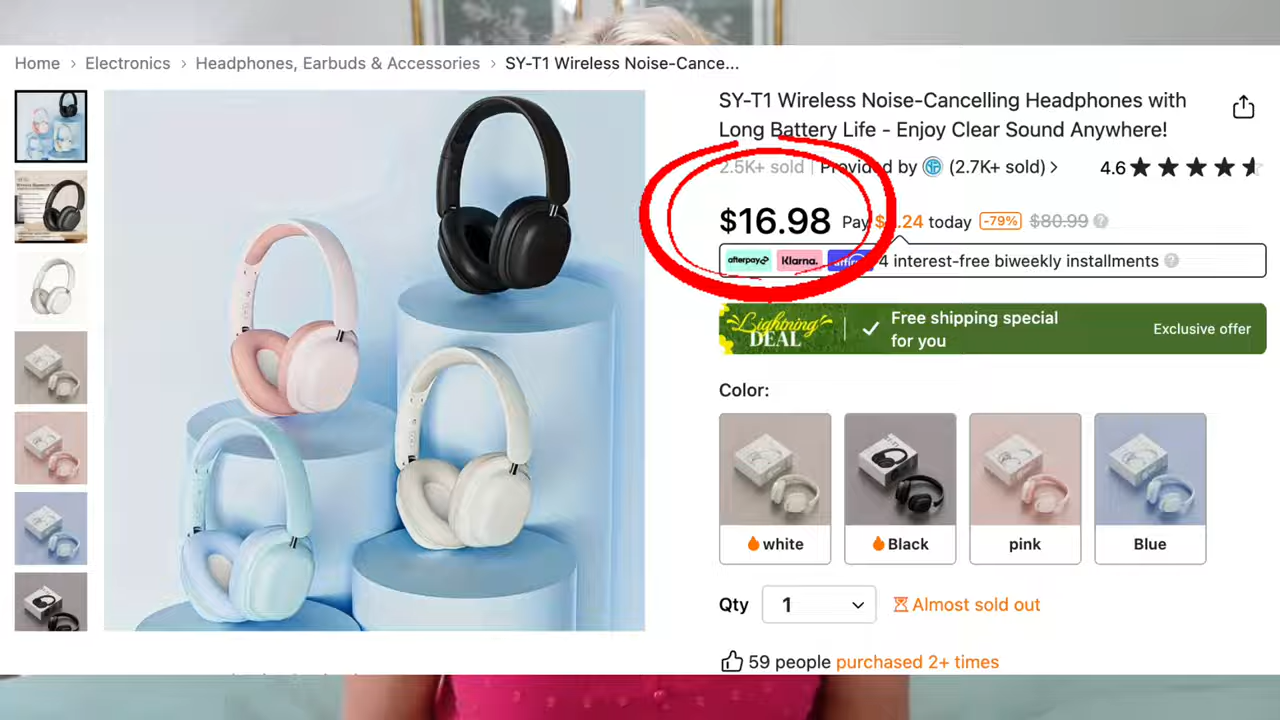 Home > Electronics > Headphones, Earbuds & Accessories > SY-T1 Wireless Noise-Cance...
SY-T1 Wireless Noise-Cancelling Headphones with
Long Battery Life - Enjoy Clear Sound Anywhere!
2.5K+ sold | Provided by (2.7K+ sold) > 4.6
$16.98 Pay today -79% $80.99
afterpay Klarna. 4 interest-free biweekly installments
Lightning
DEAL
Free shipping special
for you
Exclusive offer
Color:
white Black pink Blue
Qty 1 Almost sold out
59 people purchased 2+ times